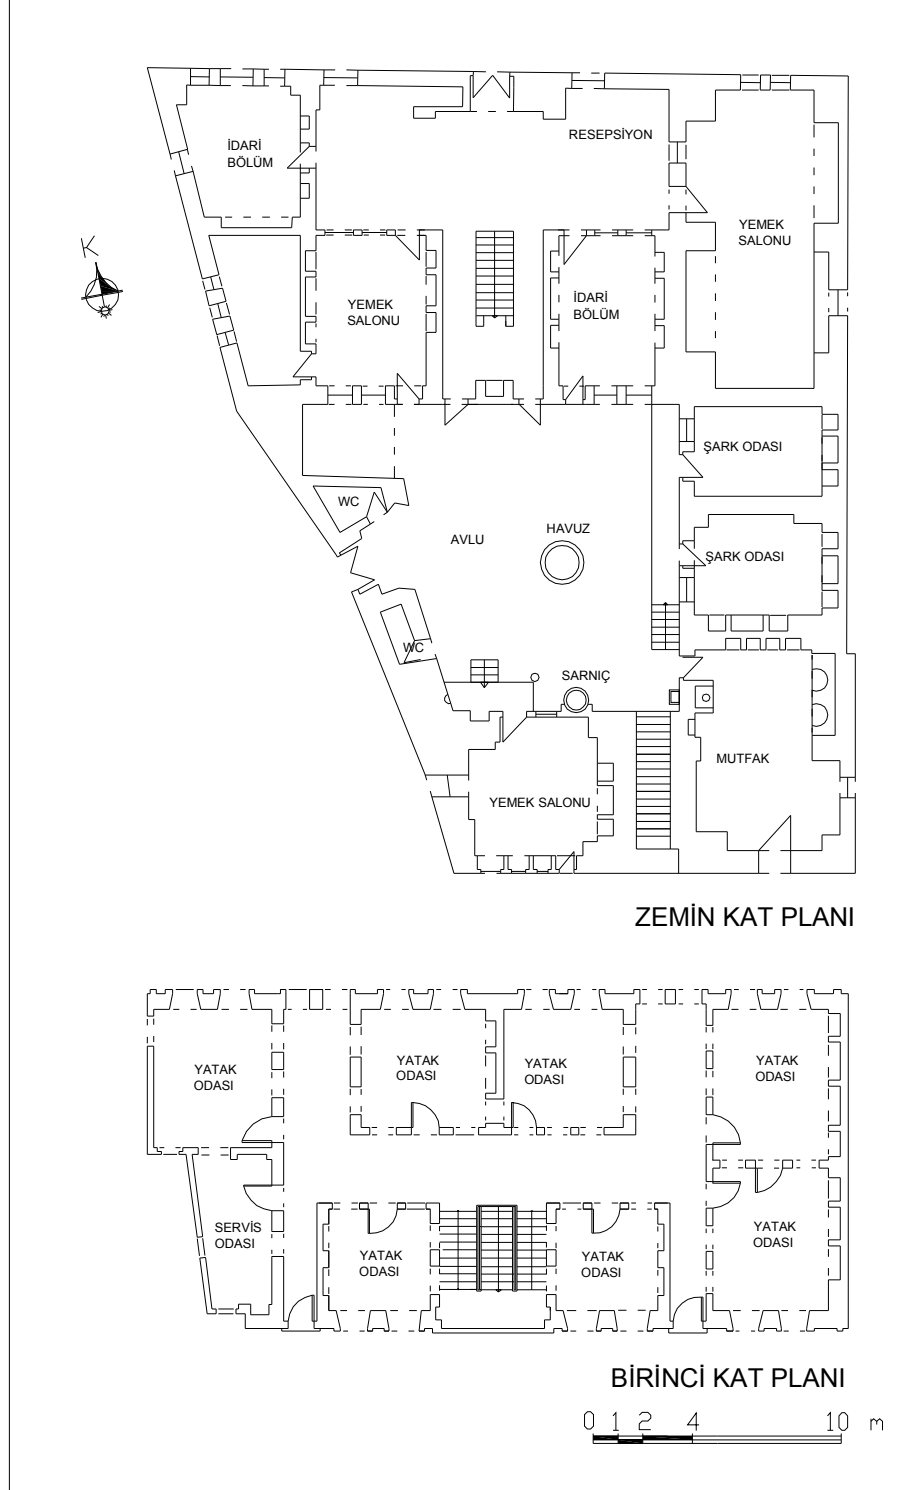 RESEPSİYON
İDARİ
BÖLÜM
YEMEK
SALONU
K
YEMEK
SALONU
İDARİ
BÖLÜM
ŞARK ODASI
WC
AVLU
HAVUZ
ŞARK ODASI
WC
SARNIÇ
MUTFAK
YEMEK SALONU
ZEMİN KAT PLANI
YATAK
ODASI
YATAK
ODASI
YATAK
ODASI
YATAK
ODASI
SERVİS
ODASI
YATAK
ODASI
YATAK
ODASI
YATAK
ODASI
BİRİNCİ KAT PLANI
0 1 2 4 10 m